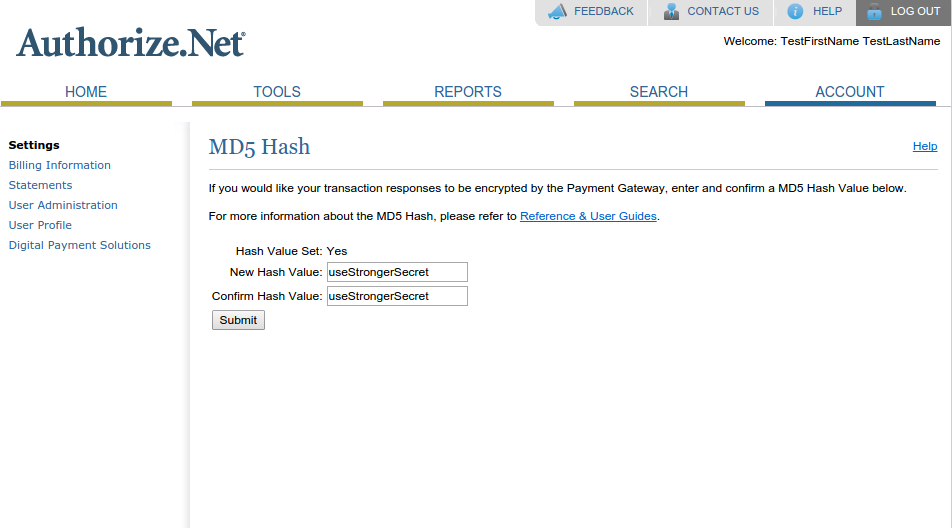 FEEDBACK CONTACT US HELP LOG OUT
Authorize.Net®
Welcome: TestFirstName TestLastName
HOME TOOLS REPORTS SEARCH ACCOUNT
Settings
Billing Information
Statements
User Administration
User Profile
Digital Payment Solutions
MD5 Hash
Help
If you would like your transaction responses to be encrypted by the Payment Gateway, enter and confirm a MD5 Hash Value below.
For more information about the MD5 Hash, please refer to Reference & User Guides.
Hash Value Set: Yes
New Hash Value: useStrongerSecret
Confirm Hash Value: useStrongerSecret
Submit